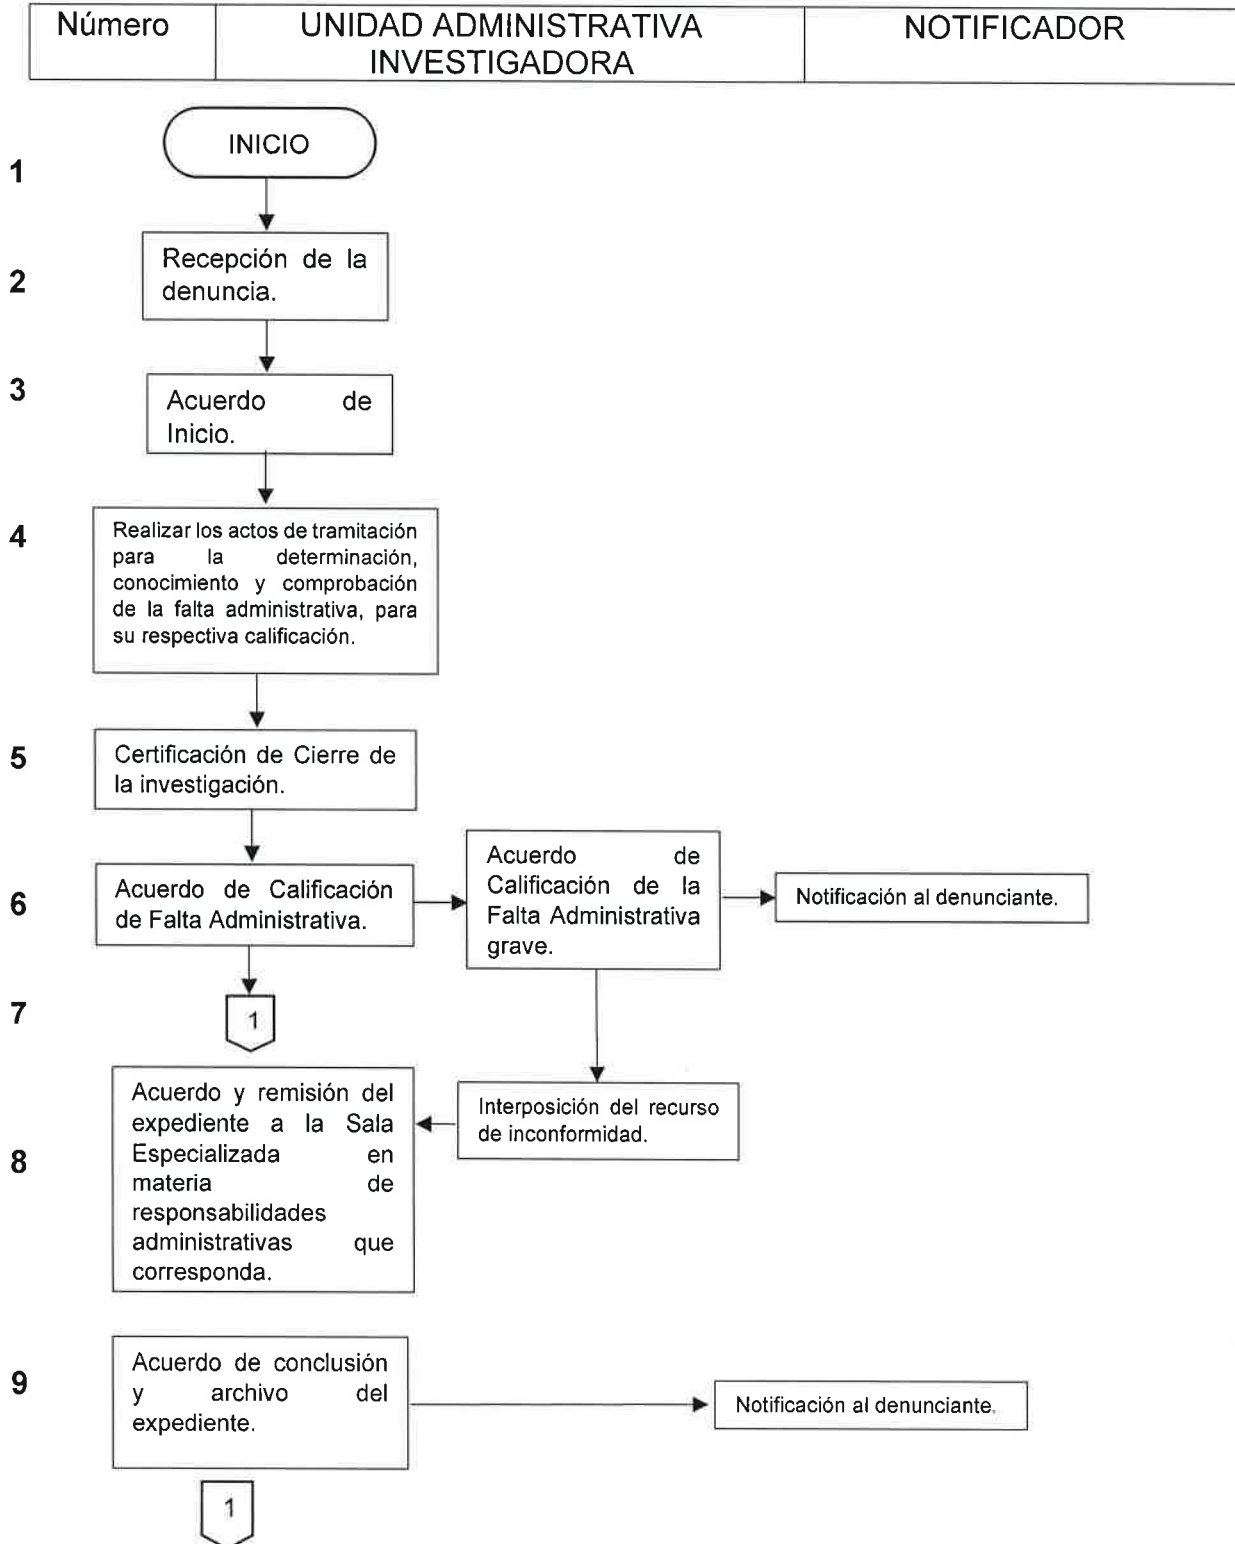 Número
UNIDAD ADMINISTRATIVA
INVESTIGADORA
NOTIFICADOR
1
INICIO
2
Recepción de la
denuncia.
3
Acuerdo de
Inicio.
4
Realizar los actos de tramitación
para la determinación,
conocimiento y comprobación
de la falta administrativa, para
su respectiva calificación.
5
Certificación de Cierre de
la investigación.
6
Acuerdo de Calificación
de Falta Administrativa.
Acuerdo de
Calificación de la
Falta Administrativa
grave.
Notificación al denunciante.
7
1
8
Acuerdo y remisión del
expediente a la Sala
Especializada en
materia de
responsabilidades
administrativas que
corresponda.
Interposición del recurso
de inconformidad.
9
Acuerdo de conclusión
y archivo del
expediente.
Notificación al denunciante.
1